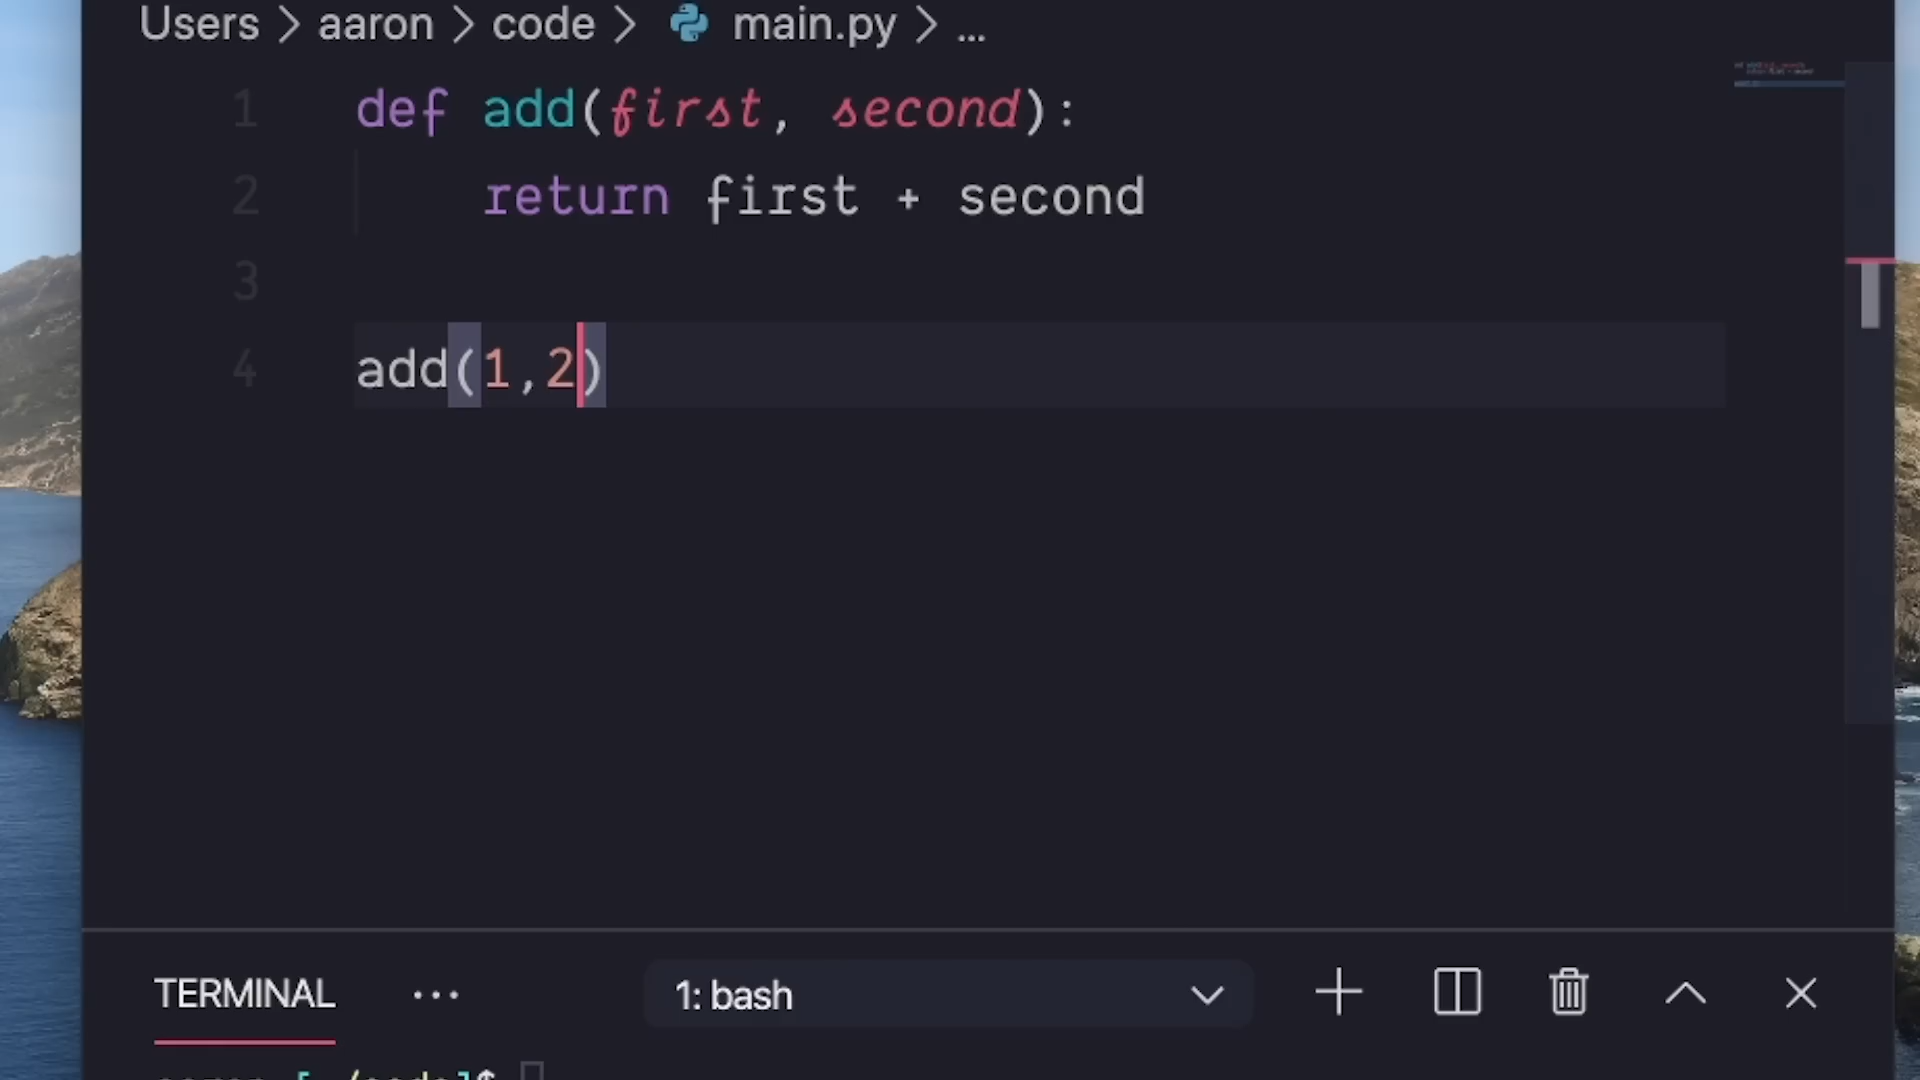 Users > aaron > code > main.py > ...
1 def add(first, second):
2 return first + second
3
4 add(1,2)
TERMINAL ... 1: bash